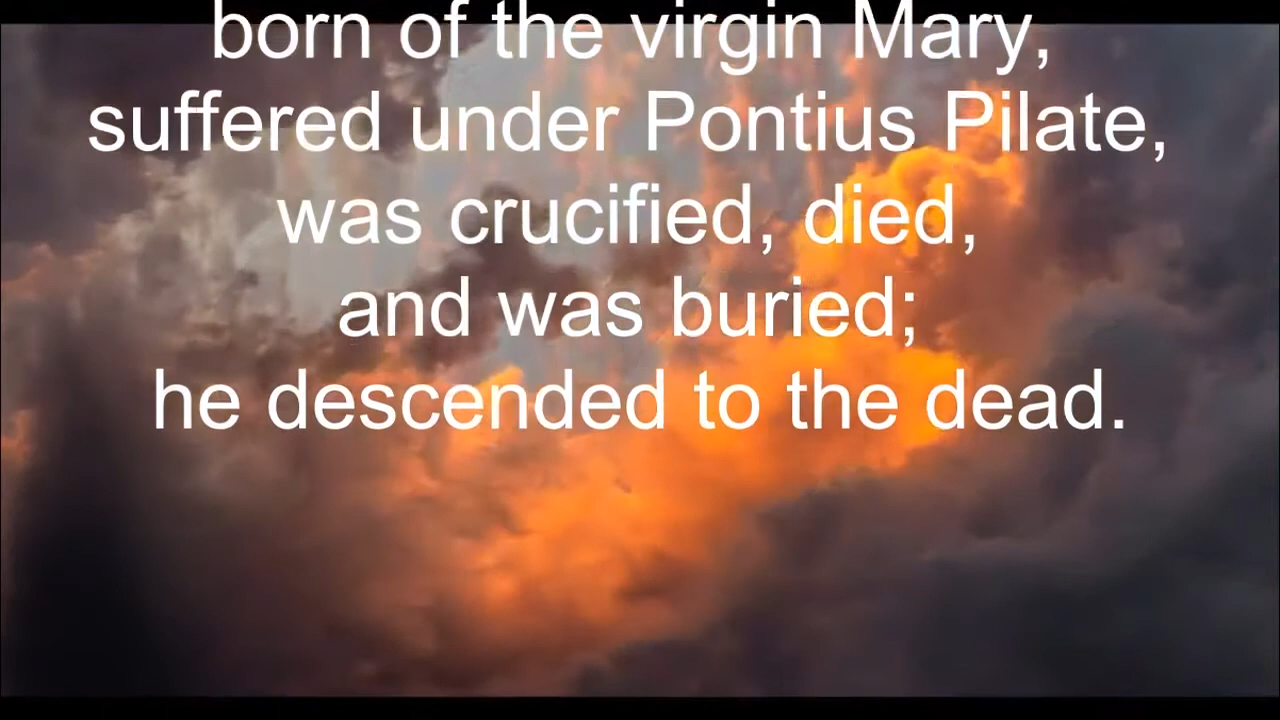 born of the virgin Mary,
suffered under Pontius Pilate,
was crucified, died,
and was buried;
he descended to the dead.